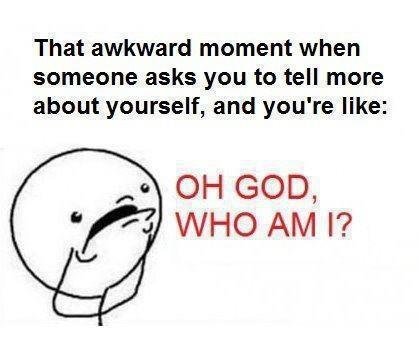 That awkward moment when
someone asks you to tell more
about yourself, and you're like:
OH GOD,
WHO AM I?